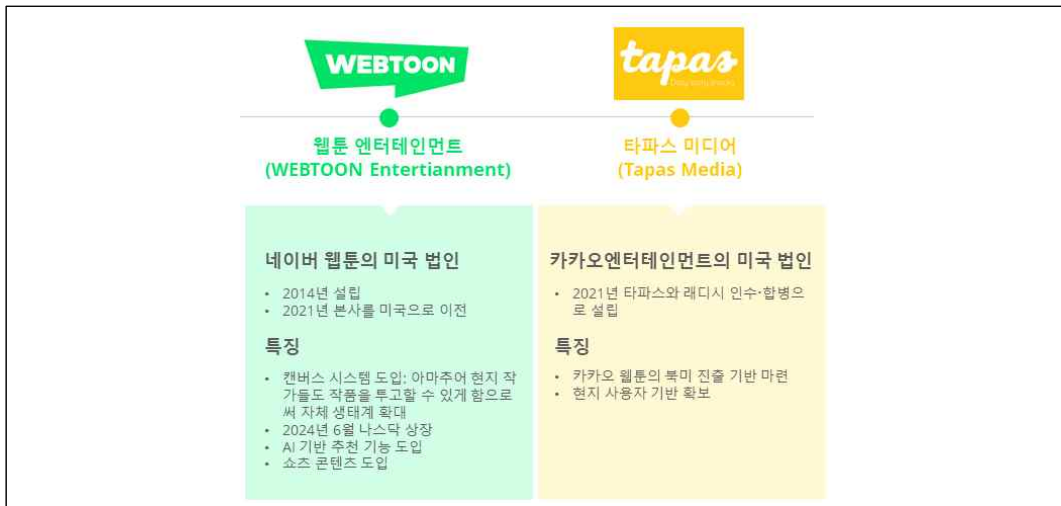 WEBTOON
tapas
웹툰 엔터테인먼트
(WEBTOON Entertianment)
타파스 미디어
(Tapas Media)
네이버 웹툰의 미국 법인
• 2014년 설립
• 2021년 본사를 미국으로 이전
특징
• 캔버스 시스템 도입: 아마추어 현지 작
가들도 작품을 투고할 수 있게 함으로
써 자체 생태계 확대
• 2024년 6월 나스닥 상장
• AI 기반 추천 기능 도입
• 쇼츠 콘텐츠 도입
카카오엔터테인먼트의 미국 법인
• 2021년 타파스와 래디시 인수·합병으
로 설립
특징
• 카카오 웹툰의 북미 진출 기반 마련
• 현지 사용자 기반 확보